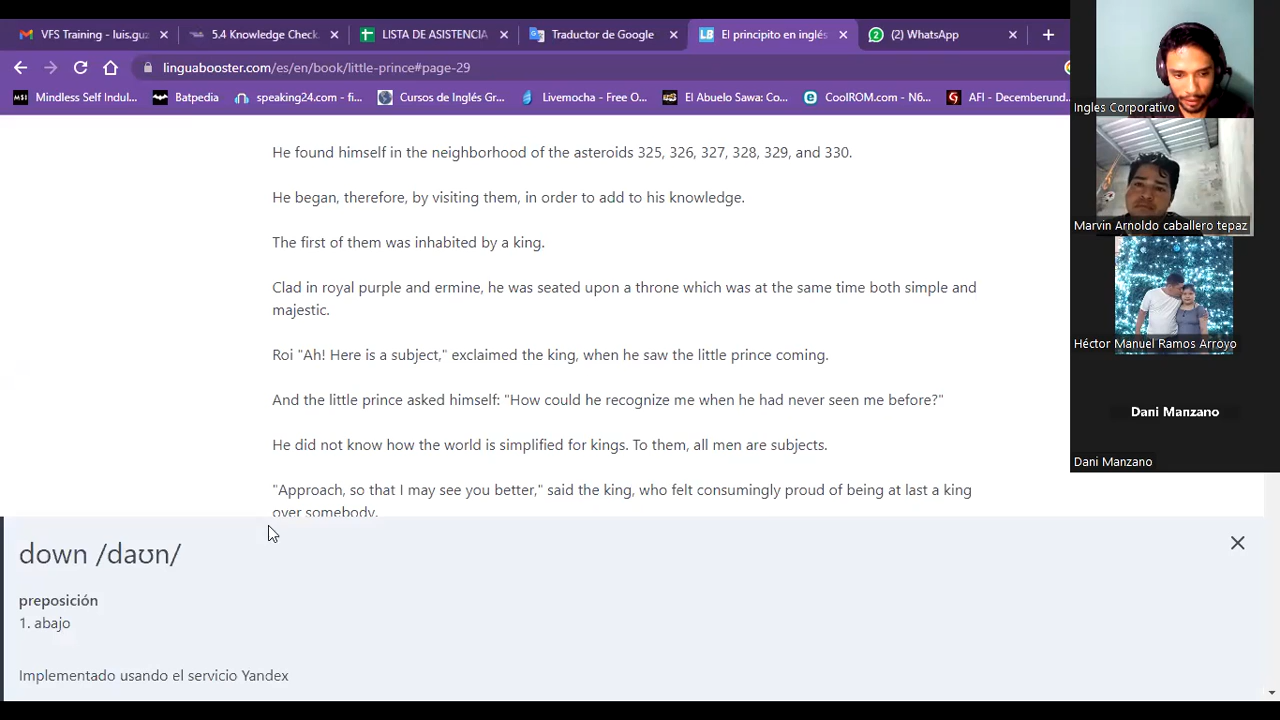 VFS Training - luis.guz
5.4 Knowledge Check.
LISTA DE ASISTENCIA
Traductor de Google
El principito en inglés
(2) WhatsApp
linguabooster.com/es/en/book/little-prince#page-29
Mindless Self Indul...
Batpedia
speaking24.com - fi...
Cursos de Inglés Gr...
Livemocha - Free O...
El Abuelo Sawa: Co...
CoolROM.com - N6...
AFI - Decemberund...
He found himself in the neighborhood of the asteroids 325, 326, 327, 328, 329, and 330.
He began, therefore, by visiting them, in order to add to his knowledge.
The first of them was inhabited by a king.
Clad in royal purple and ermine, he was seated upon a throne which was at the same time both simple and
majestic.
Roi "Ah! Here is a subject," exclaimed the king, when he saw the little prince coming.
And the little prince asked himself: "How could he recognize me when he had never seen me before?"
He did not know how the world is simplified for kings. To them, all men are subjects.
"Approach, so that I may see you better," said the king, who felt consumingly proud of being at last a king
over somebody.
down /daʊn/
preposición
1. abajo
Implementado usando el servicio Yandex
Ingles Corporativo
Marvin Arnoldo caballero tepaz
Héctor Manuel Ramos Arroyo
Dani Manzano
Dani Manzano